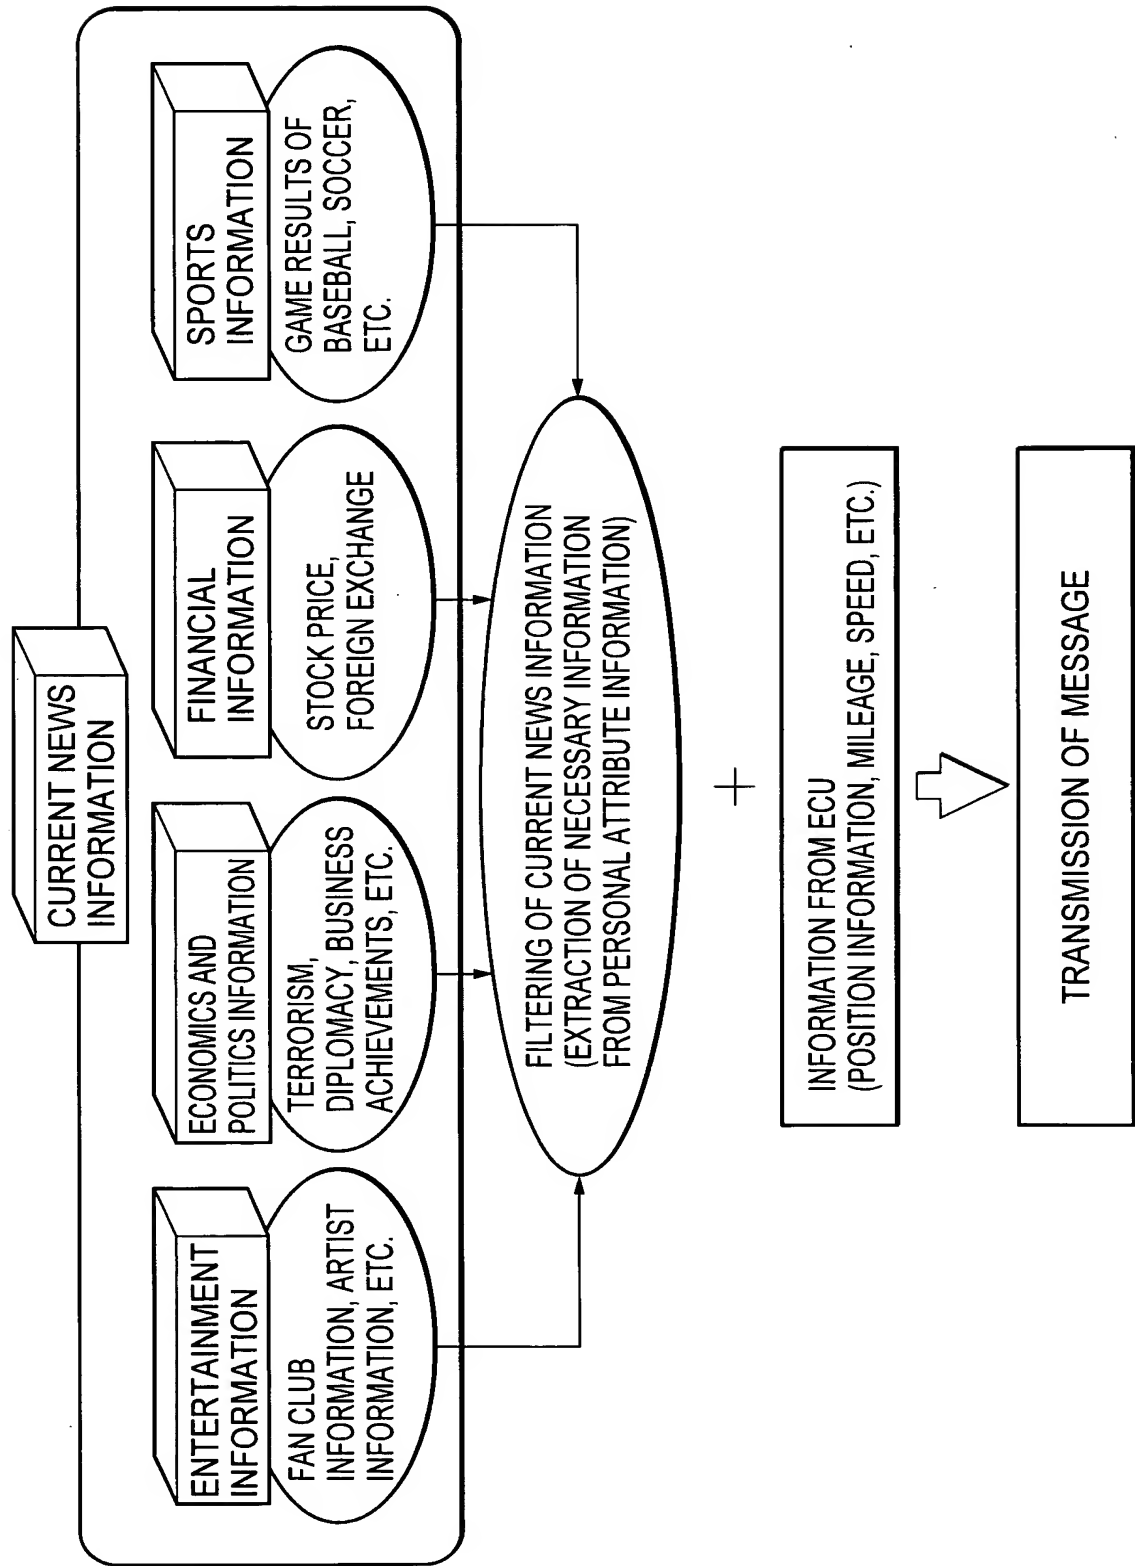 CURRENT NEWS
INFORMATION
ENTERTAINMENT
INFORMATION
FAN CLUB
INFORMATION, ARTIST
INFORMATION, ETC.
ECONOMICS AND
POLITICS INFORMATION
TERRORISM,
DIPLOMACY, BUSINESS
ACHIEVEMENTS, ETC.
FINANCIAL
INFORMATION
STOCK PRICE,
FOREIGN EXCHANGE
SPORTS
INFORMATION
GAME RESULTS OF
BASEBALL, SOCCER,
ETC.
FILTERING OF CURRENT NEWS INFORMATION
(EXTRACTION OF NECESSARY INFORMATION
FROM PERSONAL ATTRIBUTE INFORMATION)
+
INFORMATION FROM ECU
(POSITION INFORMATION, MILEAGE, SPEED, ETC.)
TRANSMISSION OF MESSAGE